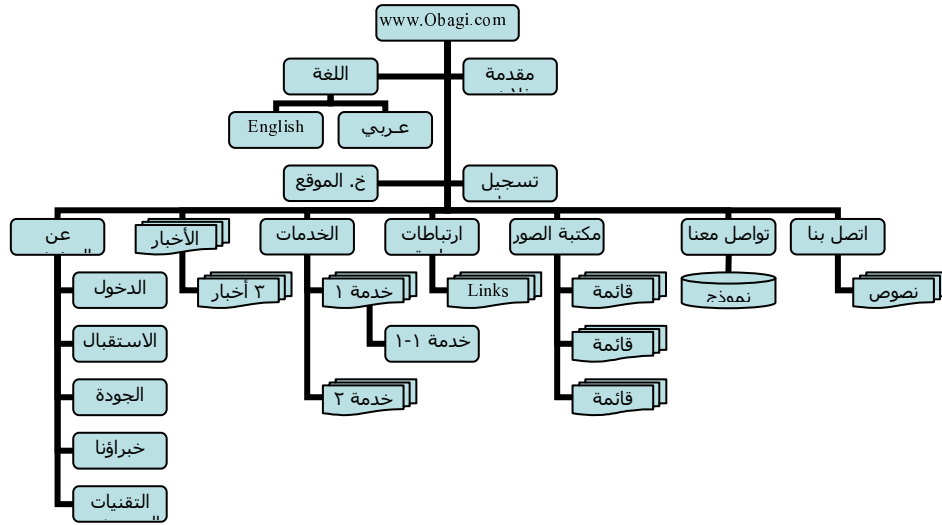 www.Obagi.com
اللغة
مقدمة
English
عـربي
خ. الموقع
تسجيل
عن
الأخبار
الخدمات
ارتباطات
مكتبة الصور
تواصل معنا
اتصل بنا
الدخول
٣ أخبار
خدمة ١
Links
قائمة
نموذج
نصوص
الاستقبال
خدمة ١-١
قائمة
الجودة
خدمة ٢
قائمة
خبراؤنا
التقنيات